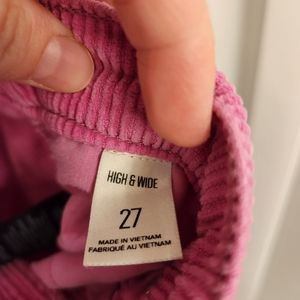 HIGH & WIDE
27
MADE IN VIETNAM
FABRIQUÉ AU VIETNAM